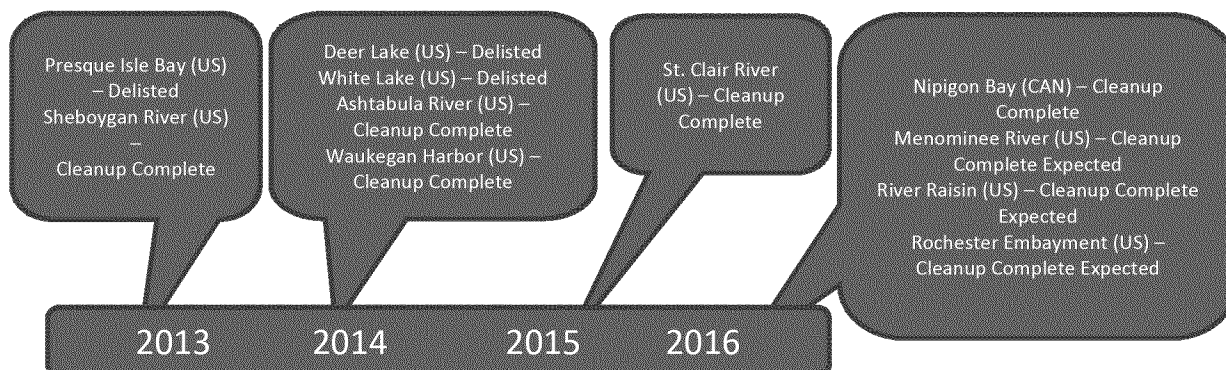 Presque Isle Bay (US)
– Delisted
Sheboygan River (US)
–
Cleanup Complete
Deer Lake (US) – Delisted
White Lake (US) – Delisted
Ashtabula River (US) –
Cleanup Complete
Waukegan Harbor (US) –
Cleanup Complete
St. Clair River
(US) – Cleanup
Complete
Nipigon Bay (CAN) – Cleanup
Complete
Menominee River (US) – Cleanup
Complete Expected
River Raisin (US) – Cleanup Complete
Expected
Rochester Embayment (US) –
Cleanup Complete Expected
2013 2014 2015 2016